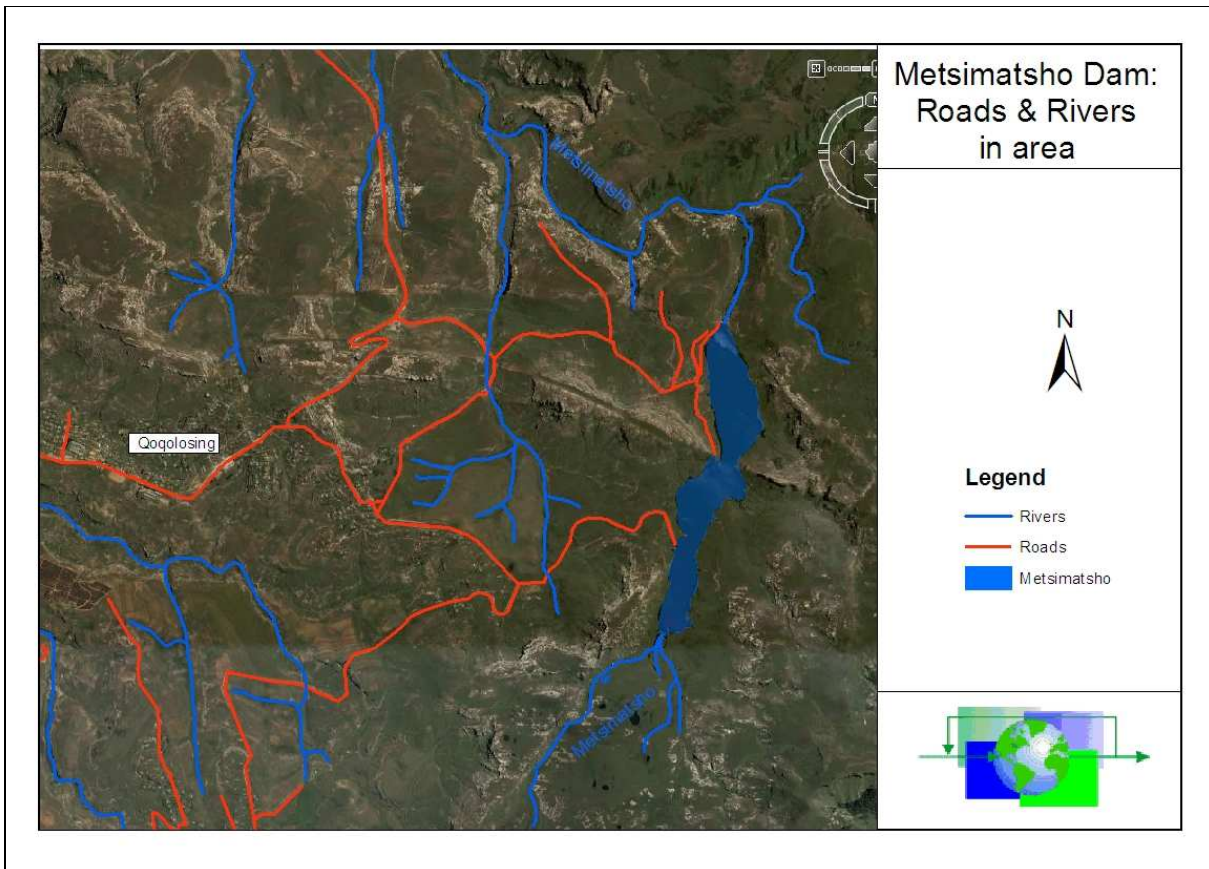 Metsimatsho Dam:
Roads & Rivers
in area
N
Legend
Rivers
Roads
Metsimatsho
Metsimatsho
Qoqolosing
Metsimatsho